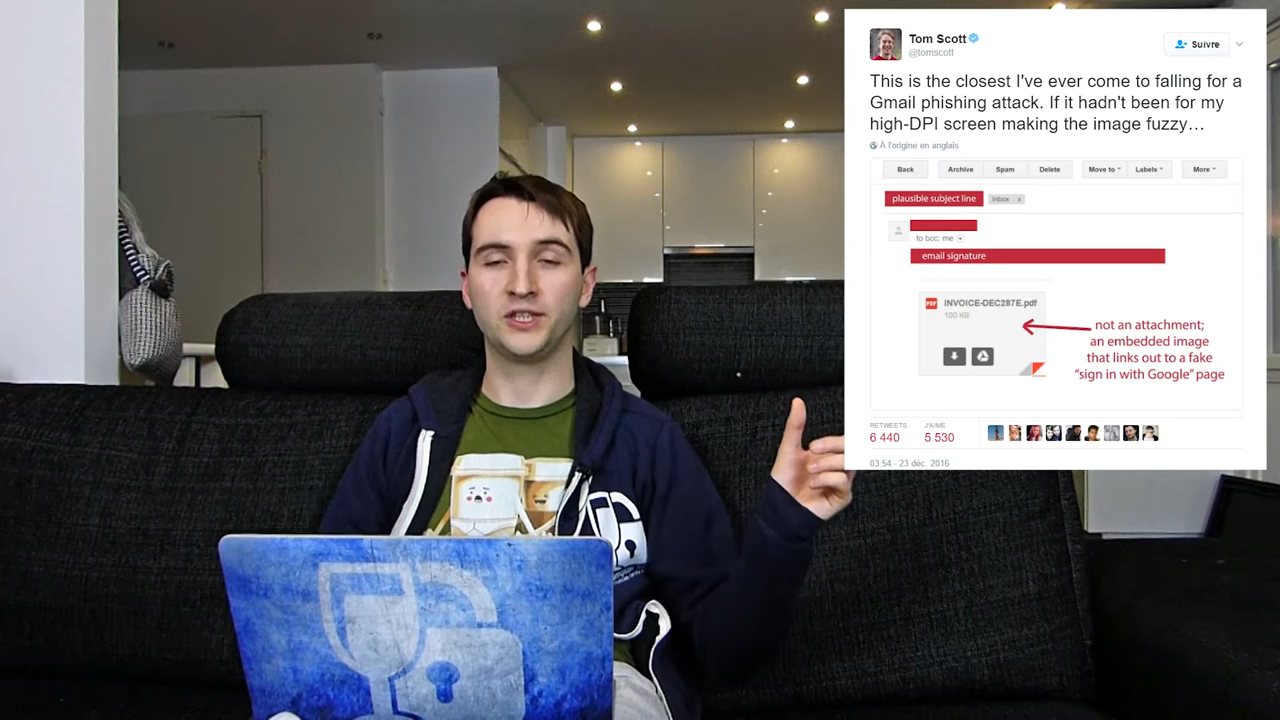 Tom Scott
@tomscott
Suivre
This is the closest I've ever come to falling for a
Gmail phishing attack. If it hadn't been for my
high-DPI screen making the image fuzzy…
À l'origine en anglais
Back Archive Spam Delete Move to Labels More
plausible subject line Inbox x
to bcc: me
email signature
PDF INVOICE-DEC287E.pdf
100 KB
not an attachment;
an embedded image
that links out to a fake
"sign in with Google" page
RETWEETS J'AIME
6 440 5 530
03:54 - 23 déc. 2016